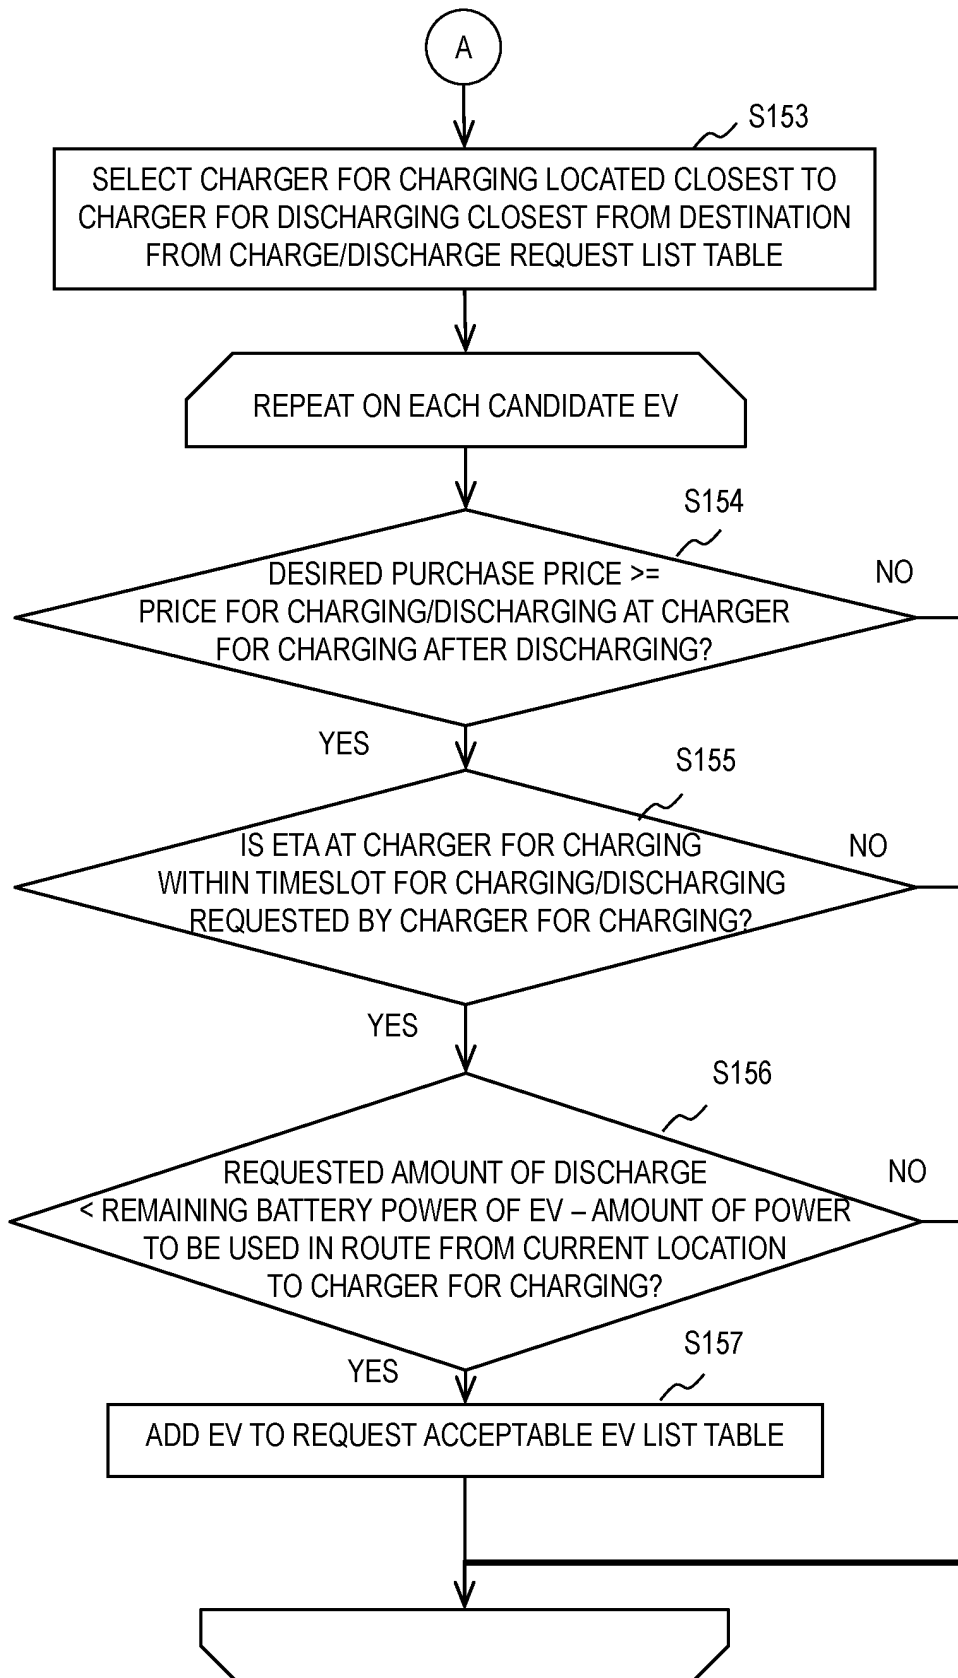 A
S153
SELECT CHARGER FOR CHARGING LOCATED CLOSEST TO
CHARGER FOR DISCHARGING CLOSEST FROM DESTINATION
FROM CHARGE/DISCHARGE REQUEST LIST TABLE
REPEAT ON EACH CANDIDATE EV
S154
DESIRED PURCHASE PRICE >=
PRICE FOR CHARGING/DISCHARGING AT CHARGER
FOR CHARGING AFTER DISCHARGING?
NO
YES
S155
IS ETA AT CHARGER FOR CHARGING
WITHIN TIMESLOT FOR CHARGING/DISCHARGING
REQUESTED BY CHARGER FOR CHARGING?
NO
YES
S156
REQUESTED AMOUNT OF DISCHARGE
< REMAINING BATTERY POWER OF EV – AMOUNT OF POWER
TO BE USED IN ROUTE FROM CURRENT LOCATION
TO CHARGER FOR CHARGING?
NO
YES
S157
ADD EV TO REQUEST ACCEPTABLE EV LIST TABLE